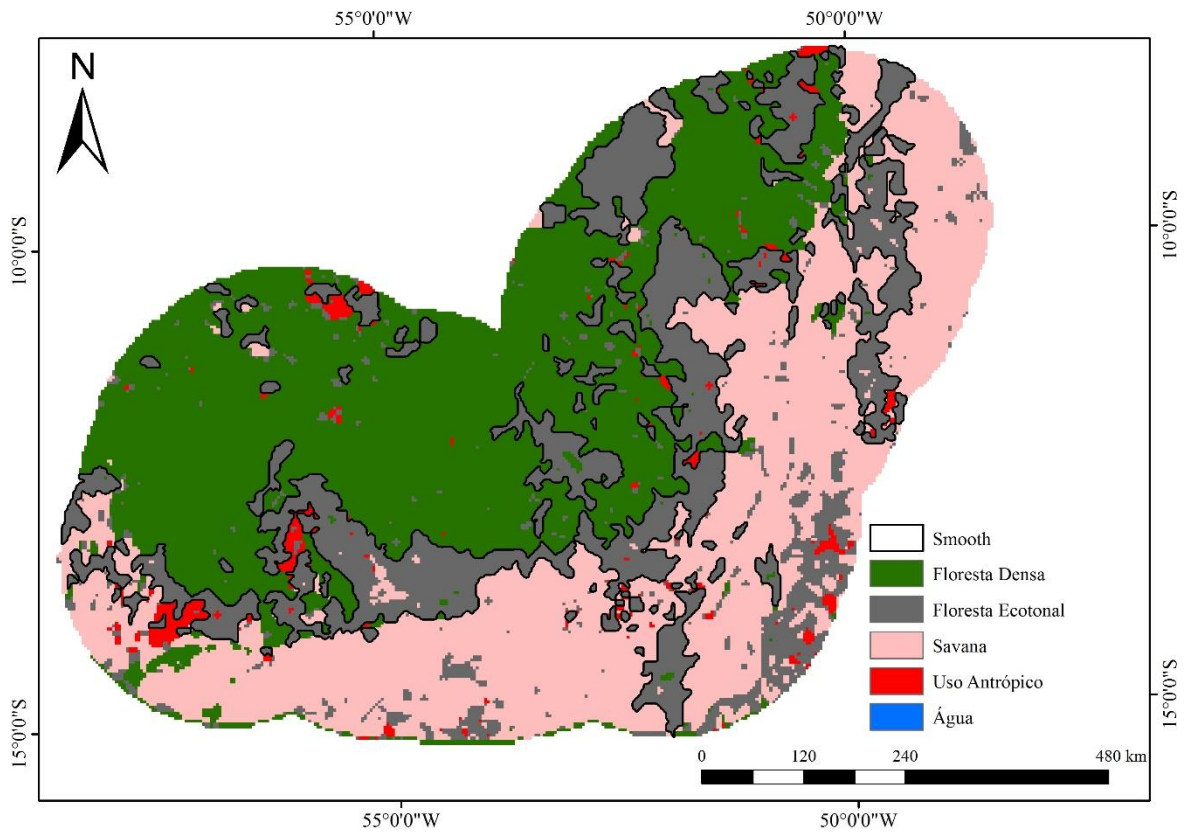 55°0'0"W
50°0'0"W
N
10°0'0"S
10°0'0"S
Smooth
Floresta Densa
Floresta Ecotonal
Savana
Uso Antrópico
Água
15°0'0"S
15°0'0"S
0 120 240 480 km
55°0'0"W
50°0'0"W